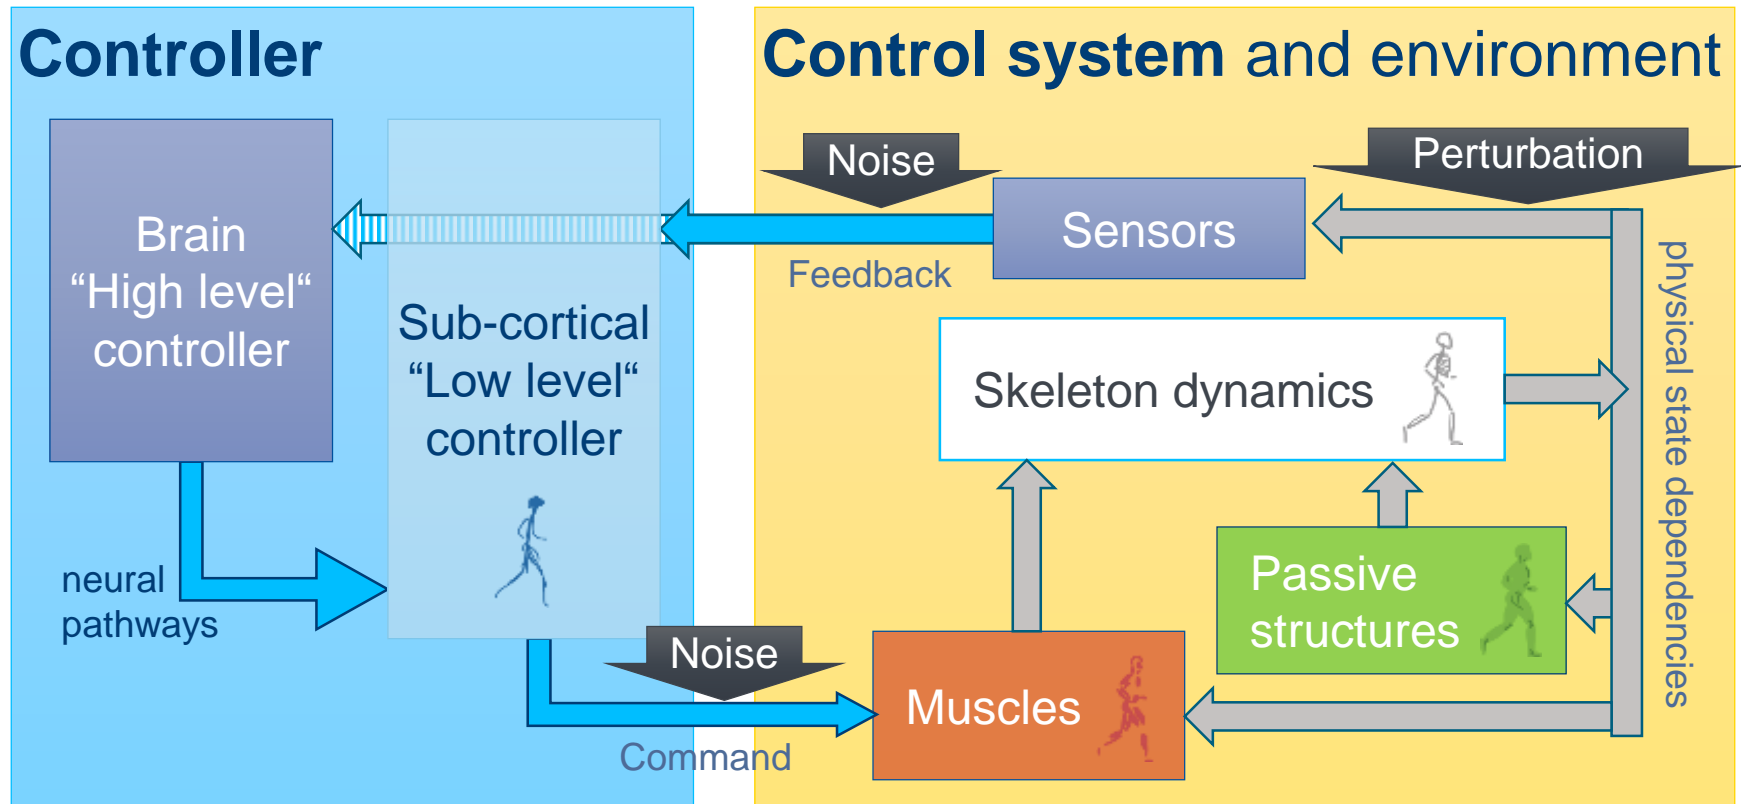 Controller
Control system and environment
Noise
Perturbation
Brain
“High level“
controller
Sensors
Feedback
Sub-cortical
“Low level“
controller
physical state dependencies
Skeleton dynamics
Passive
structures
neural
pathways
Noise
Muscles
Command